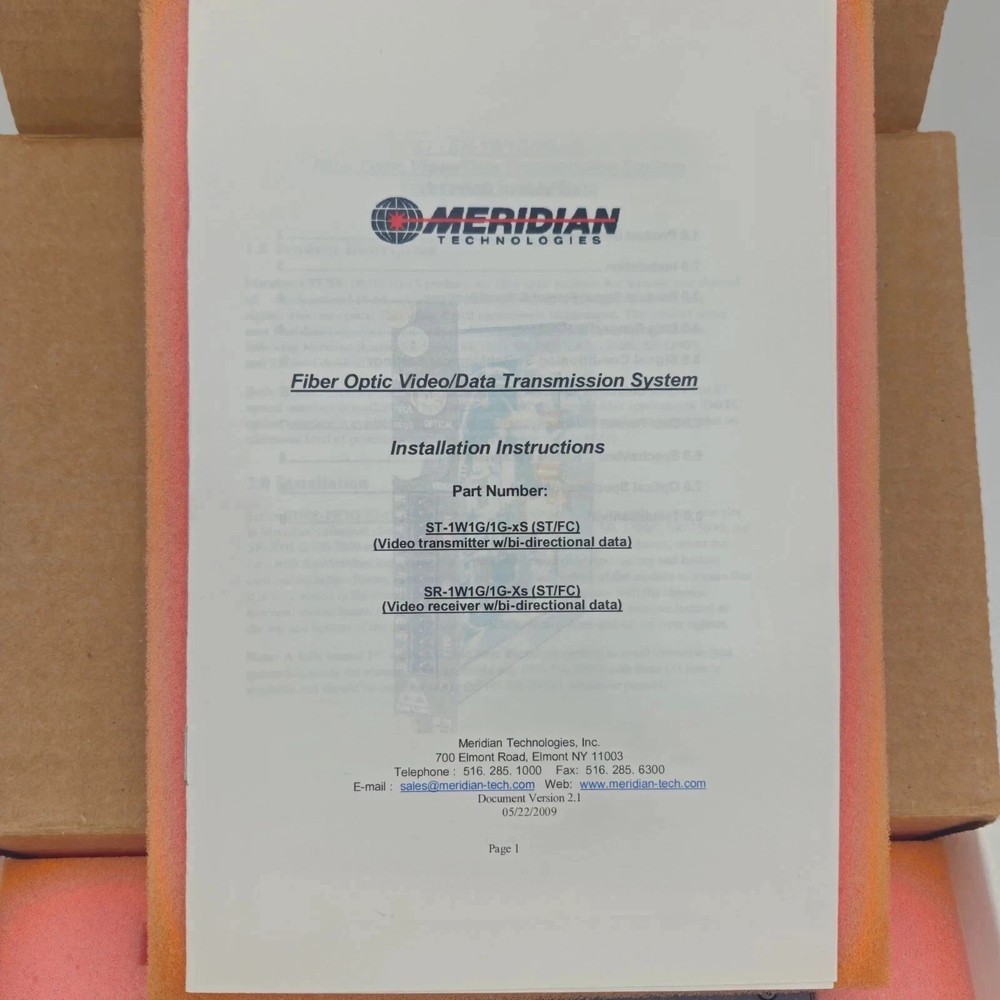 MERIDIAN
TECHNOLOGIES
Fiber Optic Video/Data Transmission System
Installation Instructions
Part Number:
ST-1W1G/1G-xS (ST/FC)
(Video transmitter w/bi-directional data)
SR-1W1G/1G-Xs (ST/FC)
(Video receiver w/bi-directional data)
Meridian Technologies, Inc.
700 Elmont Road, Elmont NY 11003
Telephone : 516. 285. 1000 Fax: 516. 285. 6300
E-mail : sales@meridian-tech.com Web: www.meridian-tech.com
Document Version 2.1
05/22/2009
Page 1